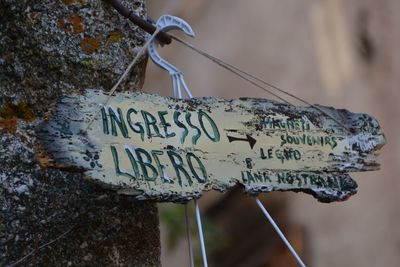 INGRESSO
LIBERO
SOUVENIRS
E LEGNO
LANA NOSTRANA